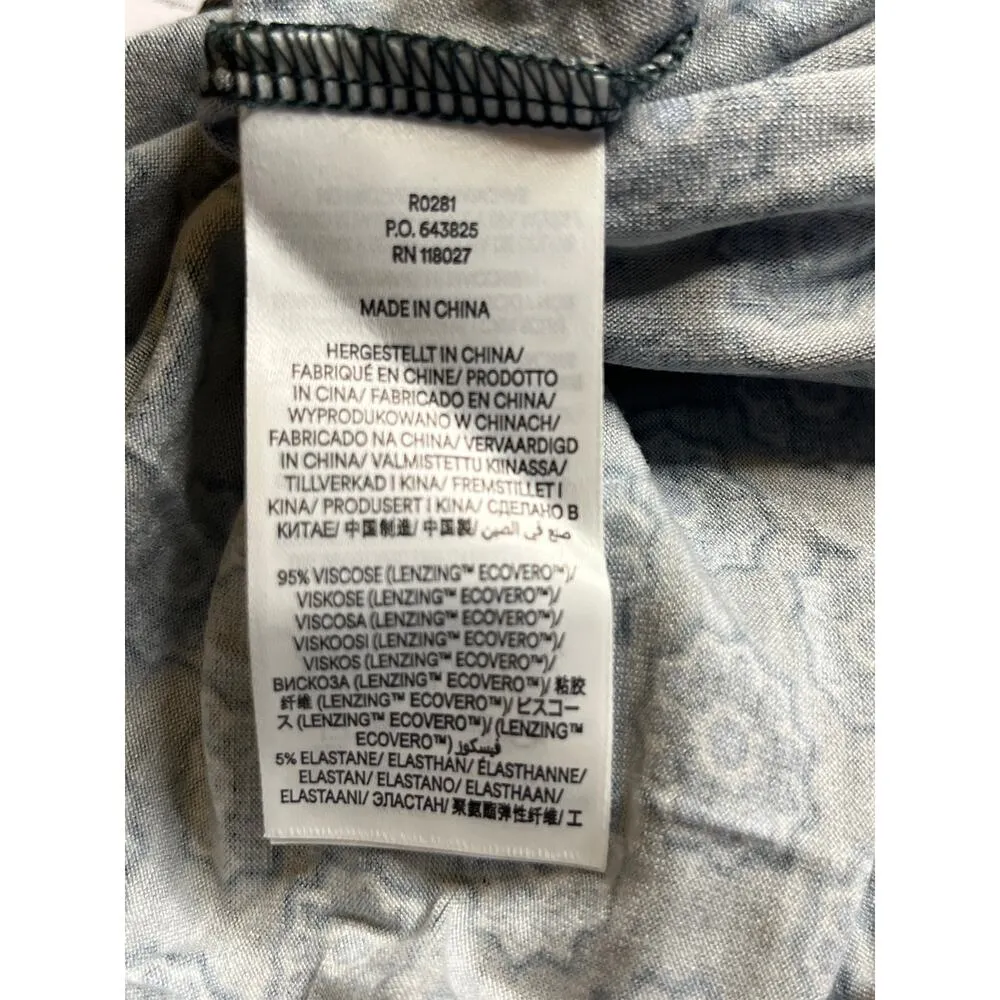 R0281
P.O. 643825
RN 118027
MADE IN CHINA
HERGESTELLT IN CHINA/
FABRIQUÉ EN CHINE/ PRODOTTO
IN CINA/ FABRICADO EN CHINA/
WYPRODUKOWANO W CHINACH/
FABRICADO NA CHINA/ VERVAARDIGD
IN CHINA/ VALMISTETTU KIINASSA/
TILLVERKAD I KINA/ FREMSTILLET I
KINA/ PRODUSERT I KINA/ СДЕЛАНО В
КИТАЕ/ 中国制造/ 中国製/ صنع في الصين
95% VISCOSE (LENZING™ ECOVERO™)/
VISKOSE (LENZING™ ECOVERO™)/
VISCOSA (LENZING™ ECOVERO™)/
VISKOOSI (LENZING™ ECOVERO™)/
VISKOS (LENZING™ ECOVERO™)/
ВИСКОЗА (LENZING™ ECOVERO™)/ 粘胶
纤维 (LENZING™ ECOVERO™)/ ビスコー
ス (LENZING™ ECOVERO™)/ (LENZING™
ECOVERO™) فيسكوز
5% ELASTANE/ ELASTHAN/ ÉLASTHANNE/
ELASTAN/ ELASTANO/ ELASTHAAN/
ELASTAANI/ ЭЛАСТАН/ 聚氨酯弹性纤维/ エ